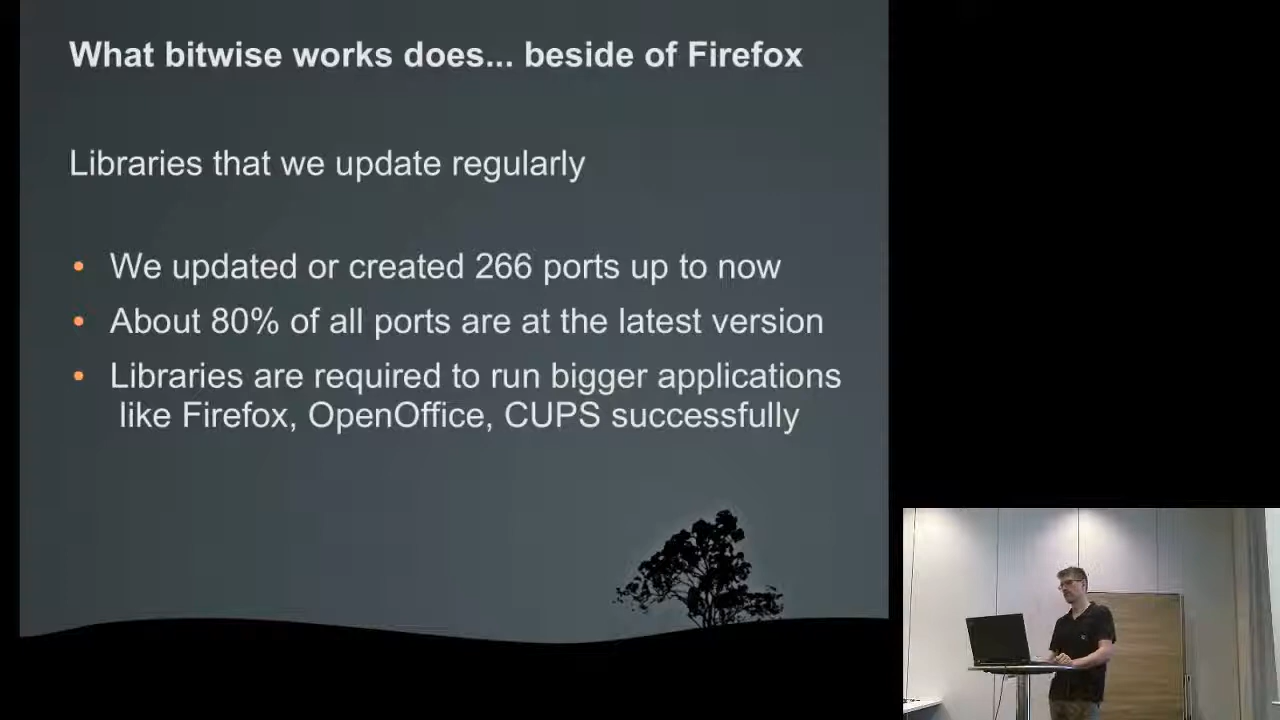 What bitwise works does... beside of Firefox
Libraries that we update regularly
• We updated or created 266 ports up to now
• About 80% of all ports are at the latest version
• Libraries are required to run bigger applications
like Firefox, OpenOffice, CUPS successfully